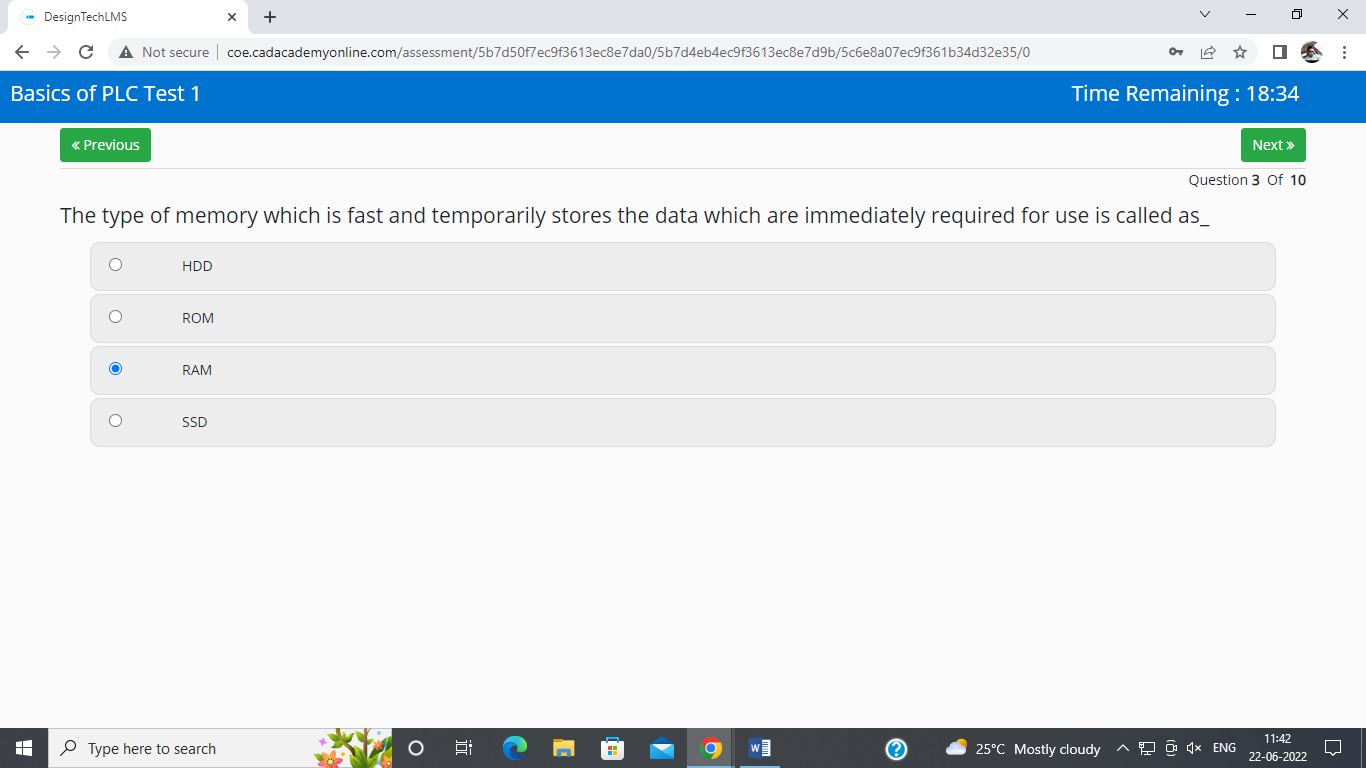 DesignTechLMS
Not secure
coe.cadacademyonline.com/assessment/5b7d50f7ec9f3613ec8e7da0/5b7d4eb4ec9f3613ec8e7d9b/5c6e8a07ec9f361b34d32e35/0
Basics of PLC Test 1
Time Remaining : 18:34
« Previous
Next »
Question 3 Of 10
The type of memory which is fast and temporarily stores the data which are immediately required for use is called as_
HDD
ROM
RAM
SSD
Type here to search
25°C Mostly cloudy
ENG
11:42
22-06-2022